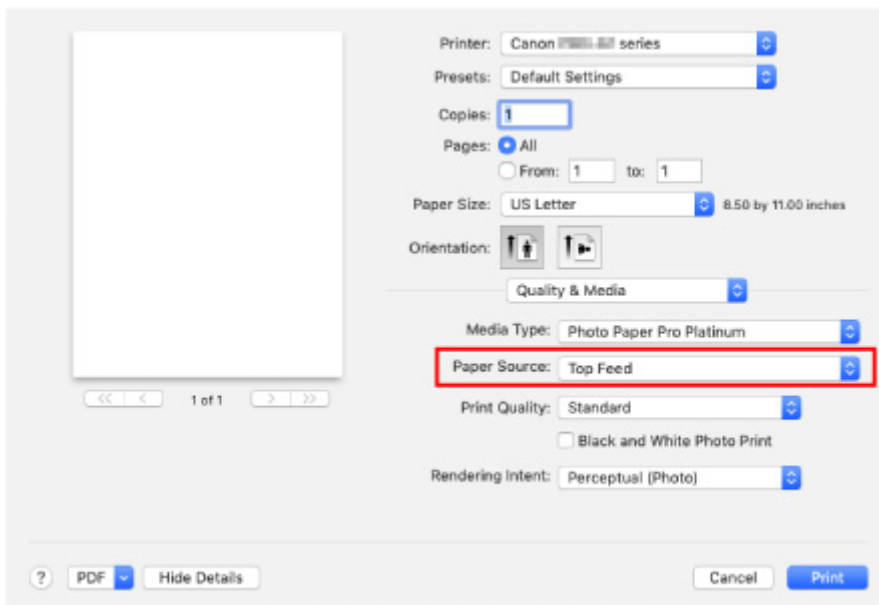 Printer: Canon series
Presets: Default Settings
Copies: 1
Pages: All
From: 1 to: 1
Paper Size: US Letter 8.50 by 11.00 inches
Orientation:
Quality & Media
Media Type: Photo Paper Pro Platinum
Paper Source: Top Feed
1 of 1
Print Quality: Standard
Black and White Photo Print
Rendering Intent: Perceptual (Photo)
? PDF Hide Details Cancel Print